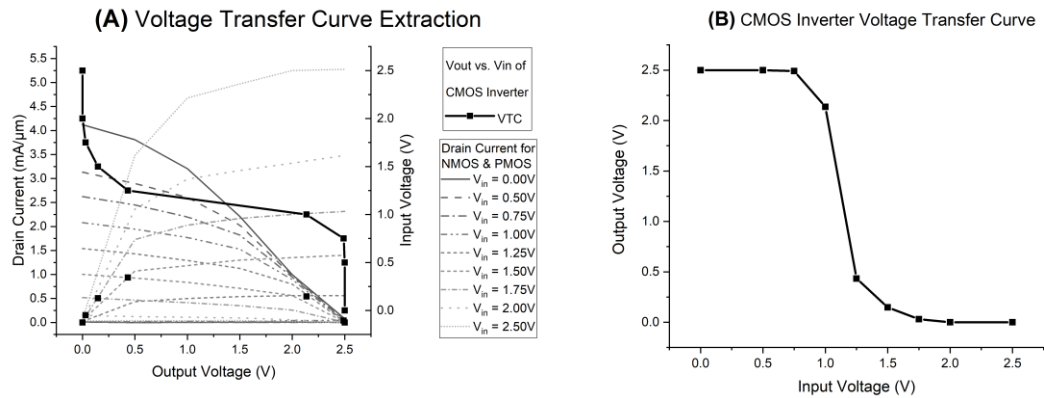 (A) Voltage Transfer Curve Extraction
Drain Current (mA/μm)
5.5
5.0
4.5
4.0
3.5
3.0
2.5
2.0
1.5
1.0
0.5
0.0
0.0 0.5 1.0 1.5 2.0 2.5
Output Voltage (V)
2.5
2.0
1.5
1.0
0.5
0.0
Input Voltage (V)
Vout vs. Vin of
CMOS Inverter
VTC
Drain Current for
NMOS & PMOS
Vin = 0.00V
Vin = 0.50V
Vin = 0.75V
Vin = 1.00V
Vin = 1.25V
Vin = 1.50V
Vin = 1.75V
Vin = 2.00V
Vin = 2.50V
(B) CMOS Inverter Voltage Transfer Curve
Output Voltage (V)
2.5
2.0
1.5
1.0
0.5
0.0
0.0 0.5 1.0 1.5 2.0 2.5
Input Voltage (V)